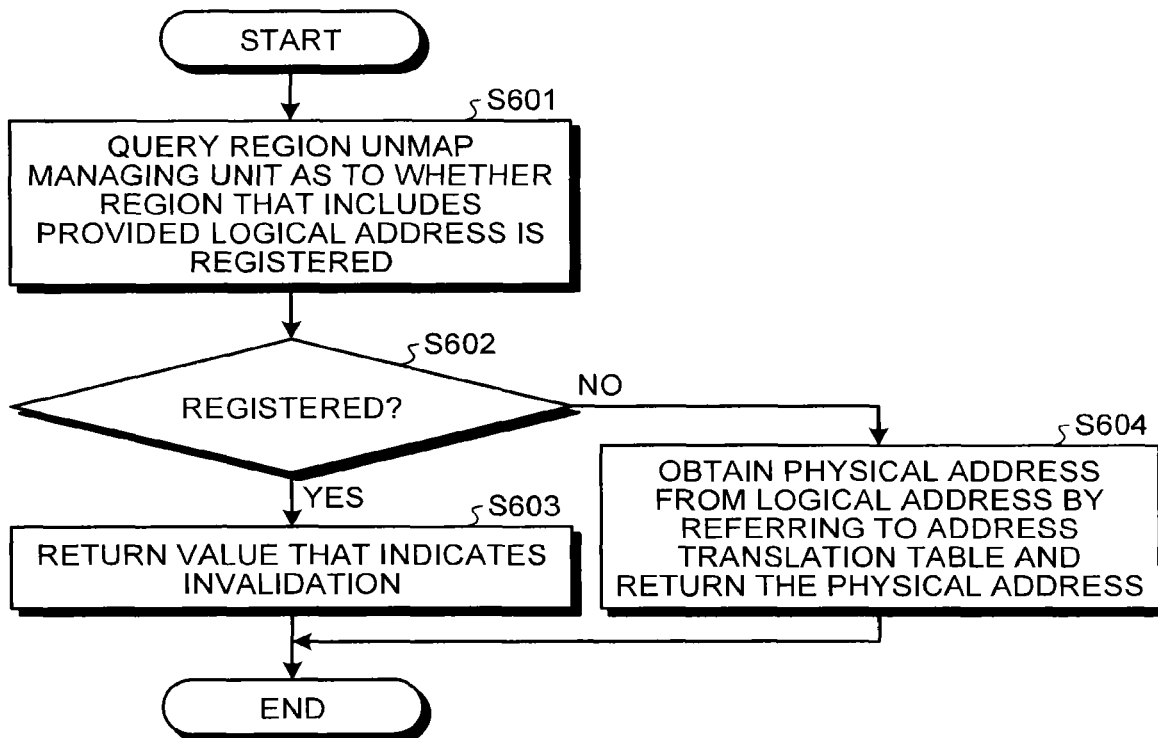 START
S601
QUERY REGION UNMAP
MANAGING UNIT AS TO WHETHER
REGION THAT INCLUDES
PROVIDED LOGICAL ADDRESS IS
REGISTERED
S602
REGISTERED?
NO
YES
S603
RETURN VALUE THAT INDICATES
INVALIDATION
S604
OBTAIN PHYSICAL ADDRESS
FROM LOGICAL ADDRESS BY
REFERRING TO ADDRESS
TRANSLATION TABLE AND
RETURN THE PHYSICAL ADDRESS
END